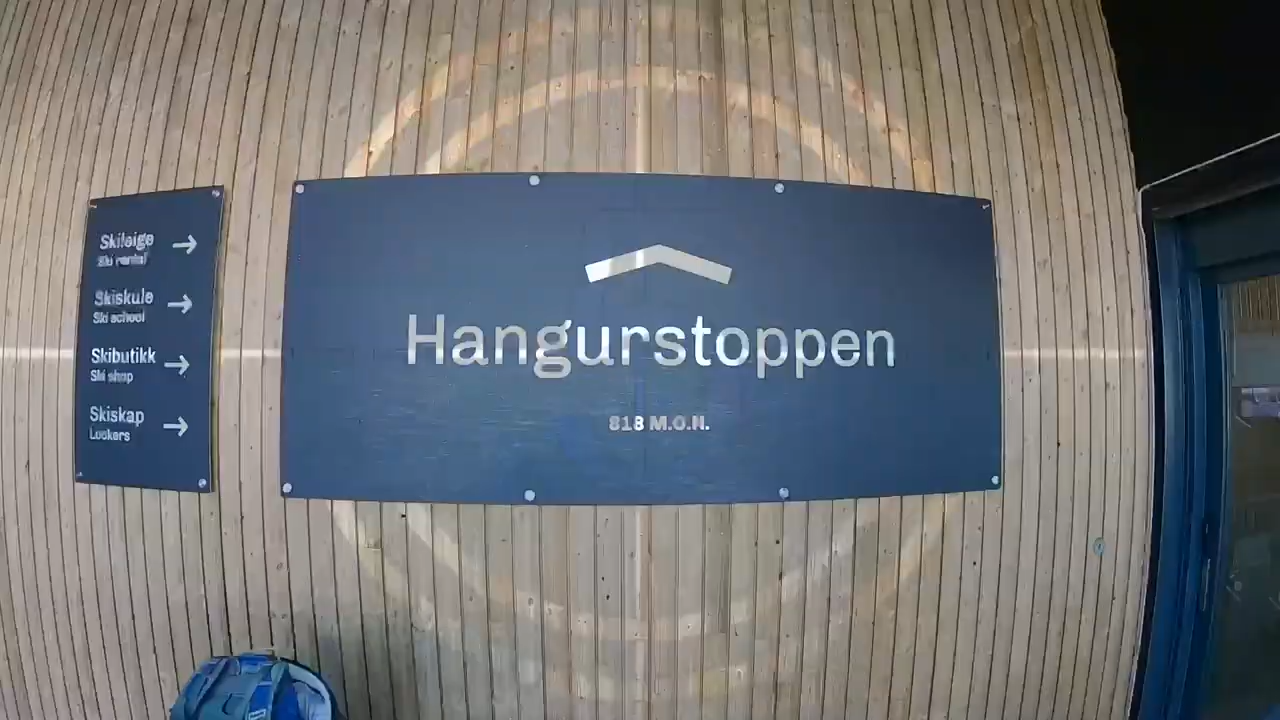 Skileige
Ski rental
Skiskule
Ski school
Skibutikk
Ski shop
Skiskap
Lockers
Hangurstoppen
818 M.O.H.